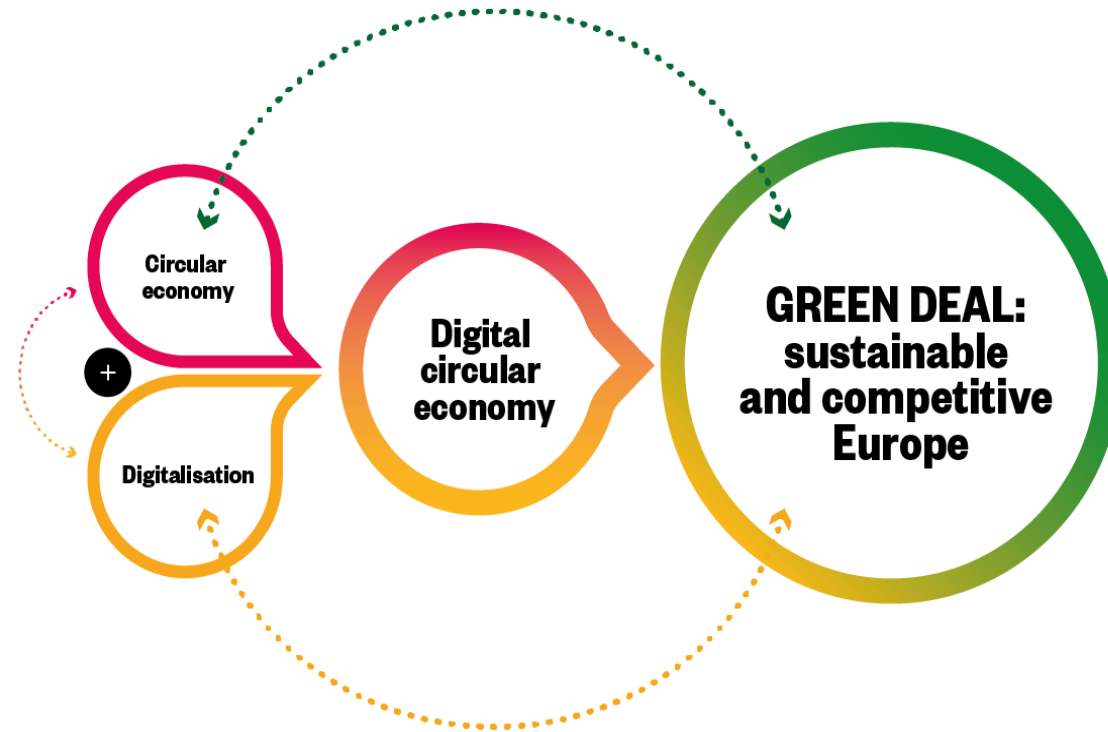 Circular
economy
+
Digitalisation
Digital
circular
economy
GREEN DEAL:
sustainable
and competitive
Europe